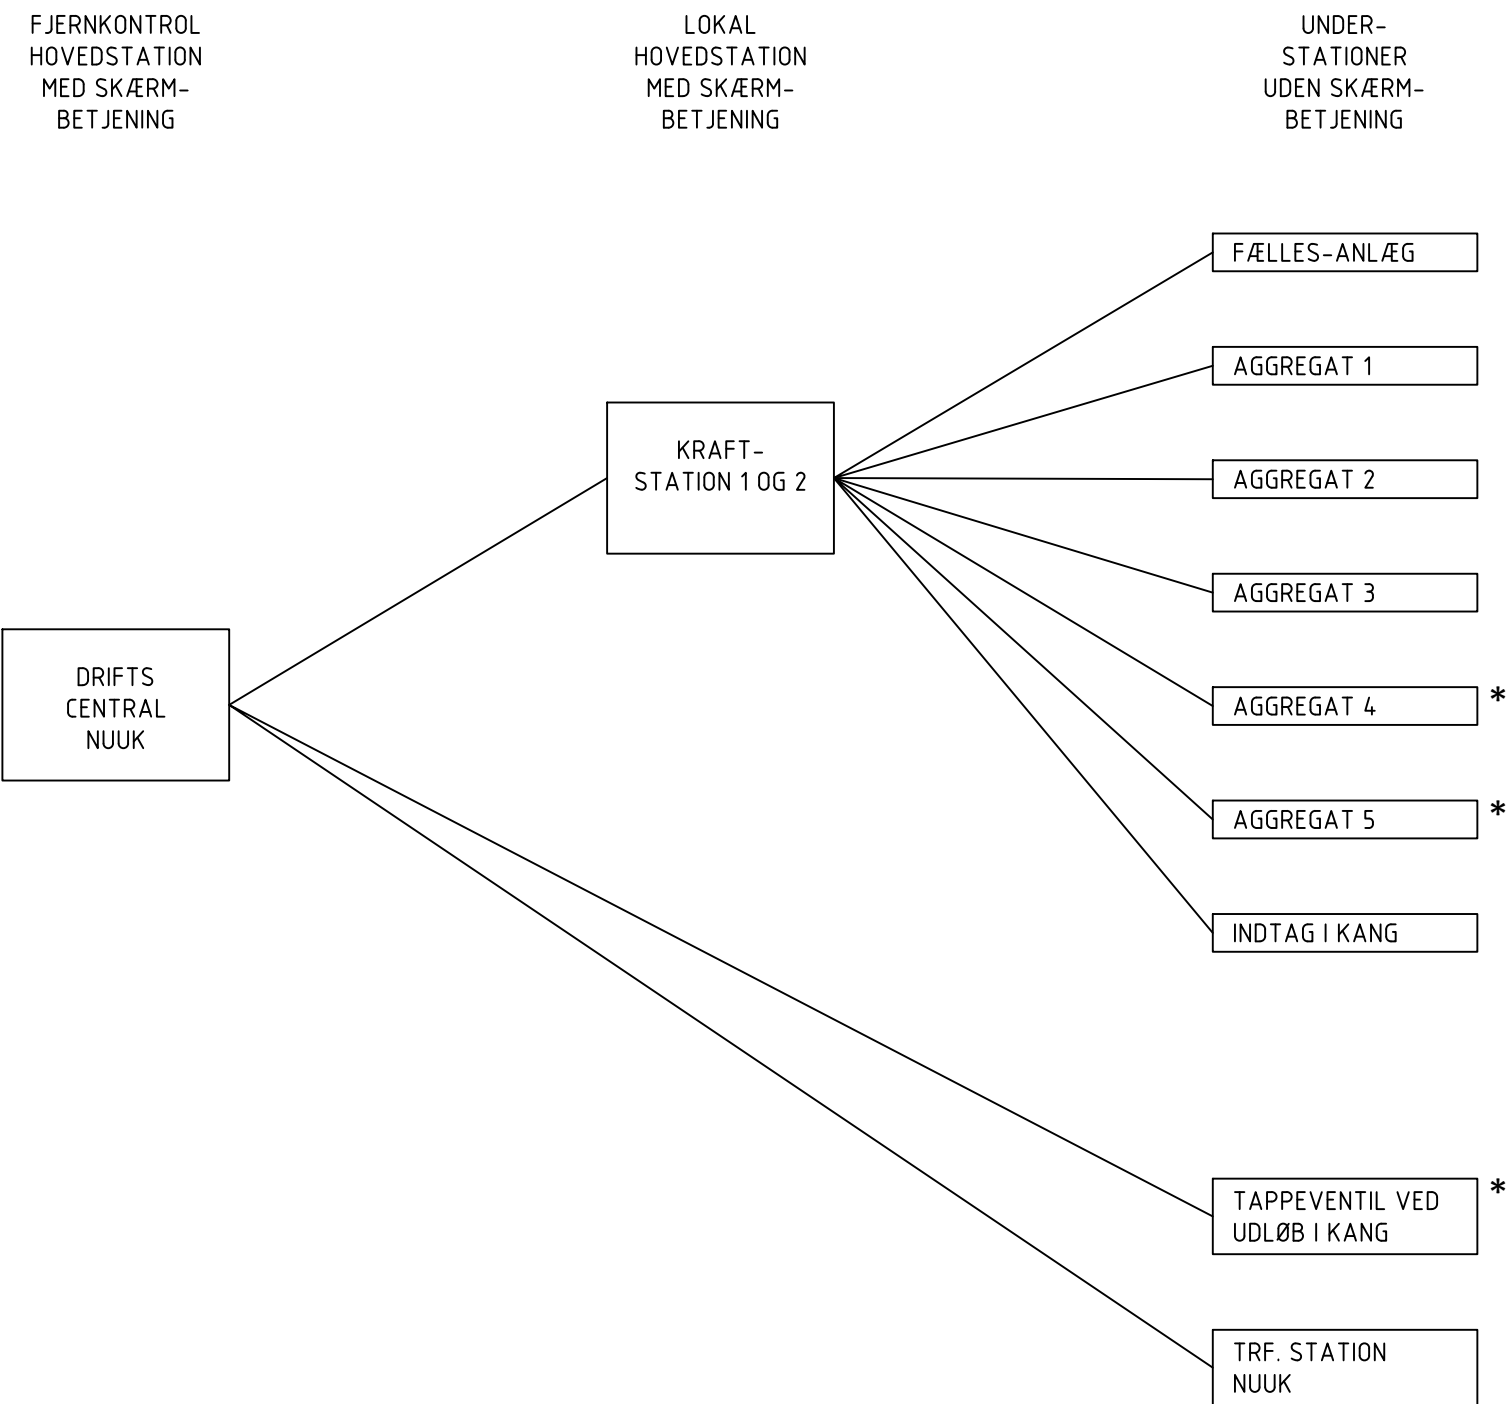 FJERNKONTROL
HOVEDSTATION
MED SKÆRM-
BETJENING
LOKAL
HOVEDSTATION
MED SKÆRM-
BETJENING
UNDER-
STATIONER
UDEN SKÆRM-
BETJENING
FÆLLES-ANLÆG
AGGREGAT 1
KRAFT-
STATION 1 OG 2
AGGREGAT 2
AGGREGAT 3
DRIFTS
CENTRAL
NUUK
AGGREGAT 4 *
AGGREGAT 5 *
INDTAG I KANG
TAPPEVENTIL VED *
UDLØB I KANG
TRF. STATION
NUUK